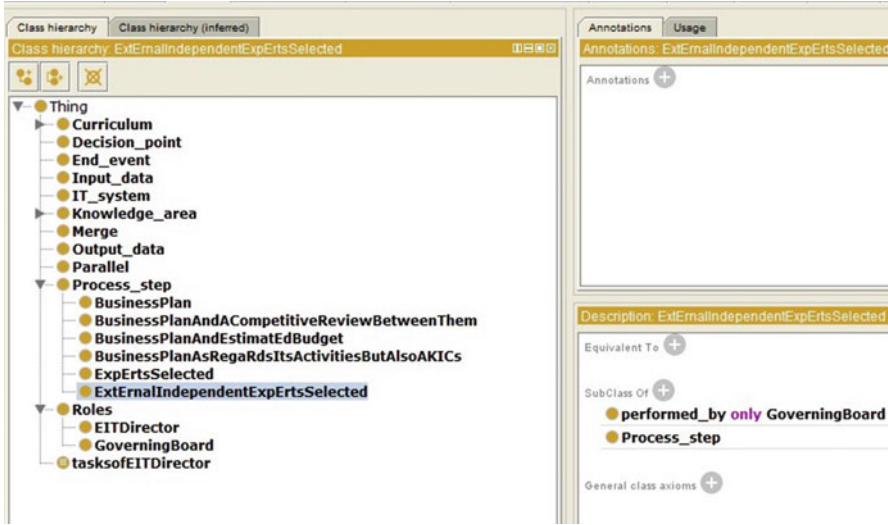 Class hierarchy
Class hierarchy (inferred)
Class hierarchy: ExtErnalIndependentExpErtsSelected
Thing
Curriculum
Decision_point
End_event
Input_data
IT_system
Knowledge_area
Merge
Output_data
Parallel
Process_step
BusinessPlan
BusinessPlanAndACompetitiveReviewBetweenThem
BusinessPlanAndEstimatEdBudget
BusinessPlanAsRegaRdsItsActivitiesButAlsoAKICs
ExpErtsSelected
ExtErnalIndependentExpErtsSelected
Roles
EITDirector
GoverningBoard
tasksofEITDirector
Annotations
Usage
Annotations: ExtErnalIndependentExpErtsSelected
Annotations
Description: ExtErnalIndependentExpErtsSelected
Equivalent To
SubClass Of
performed_by only GoverningBoard
Process_step
General class axioms